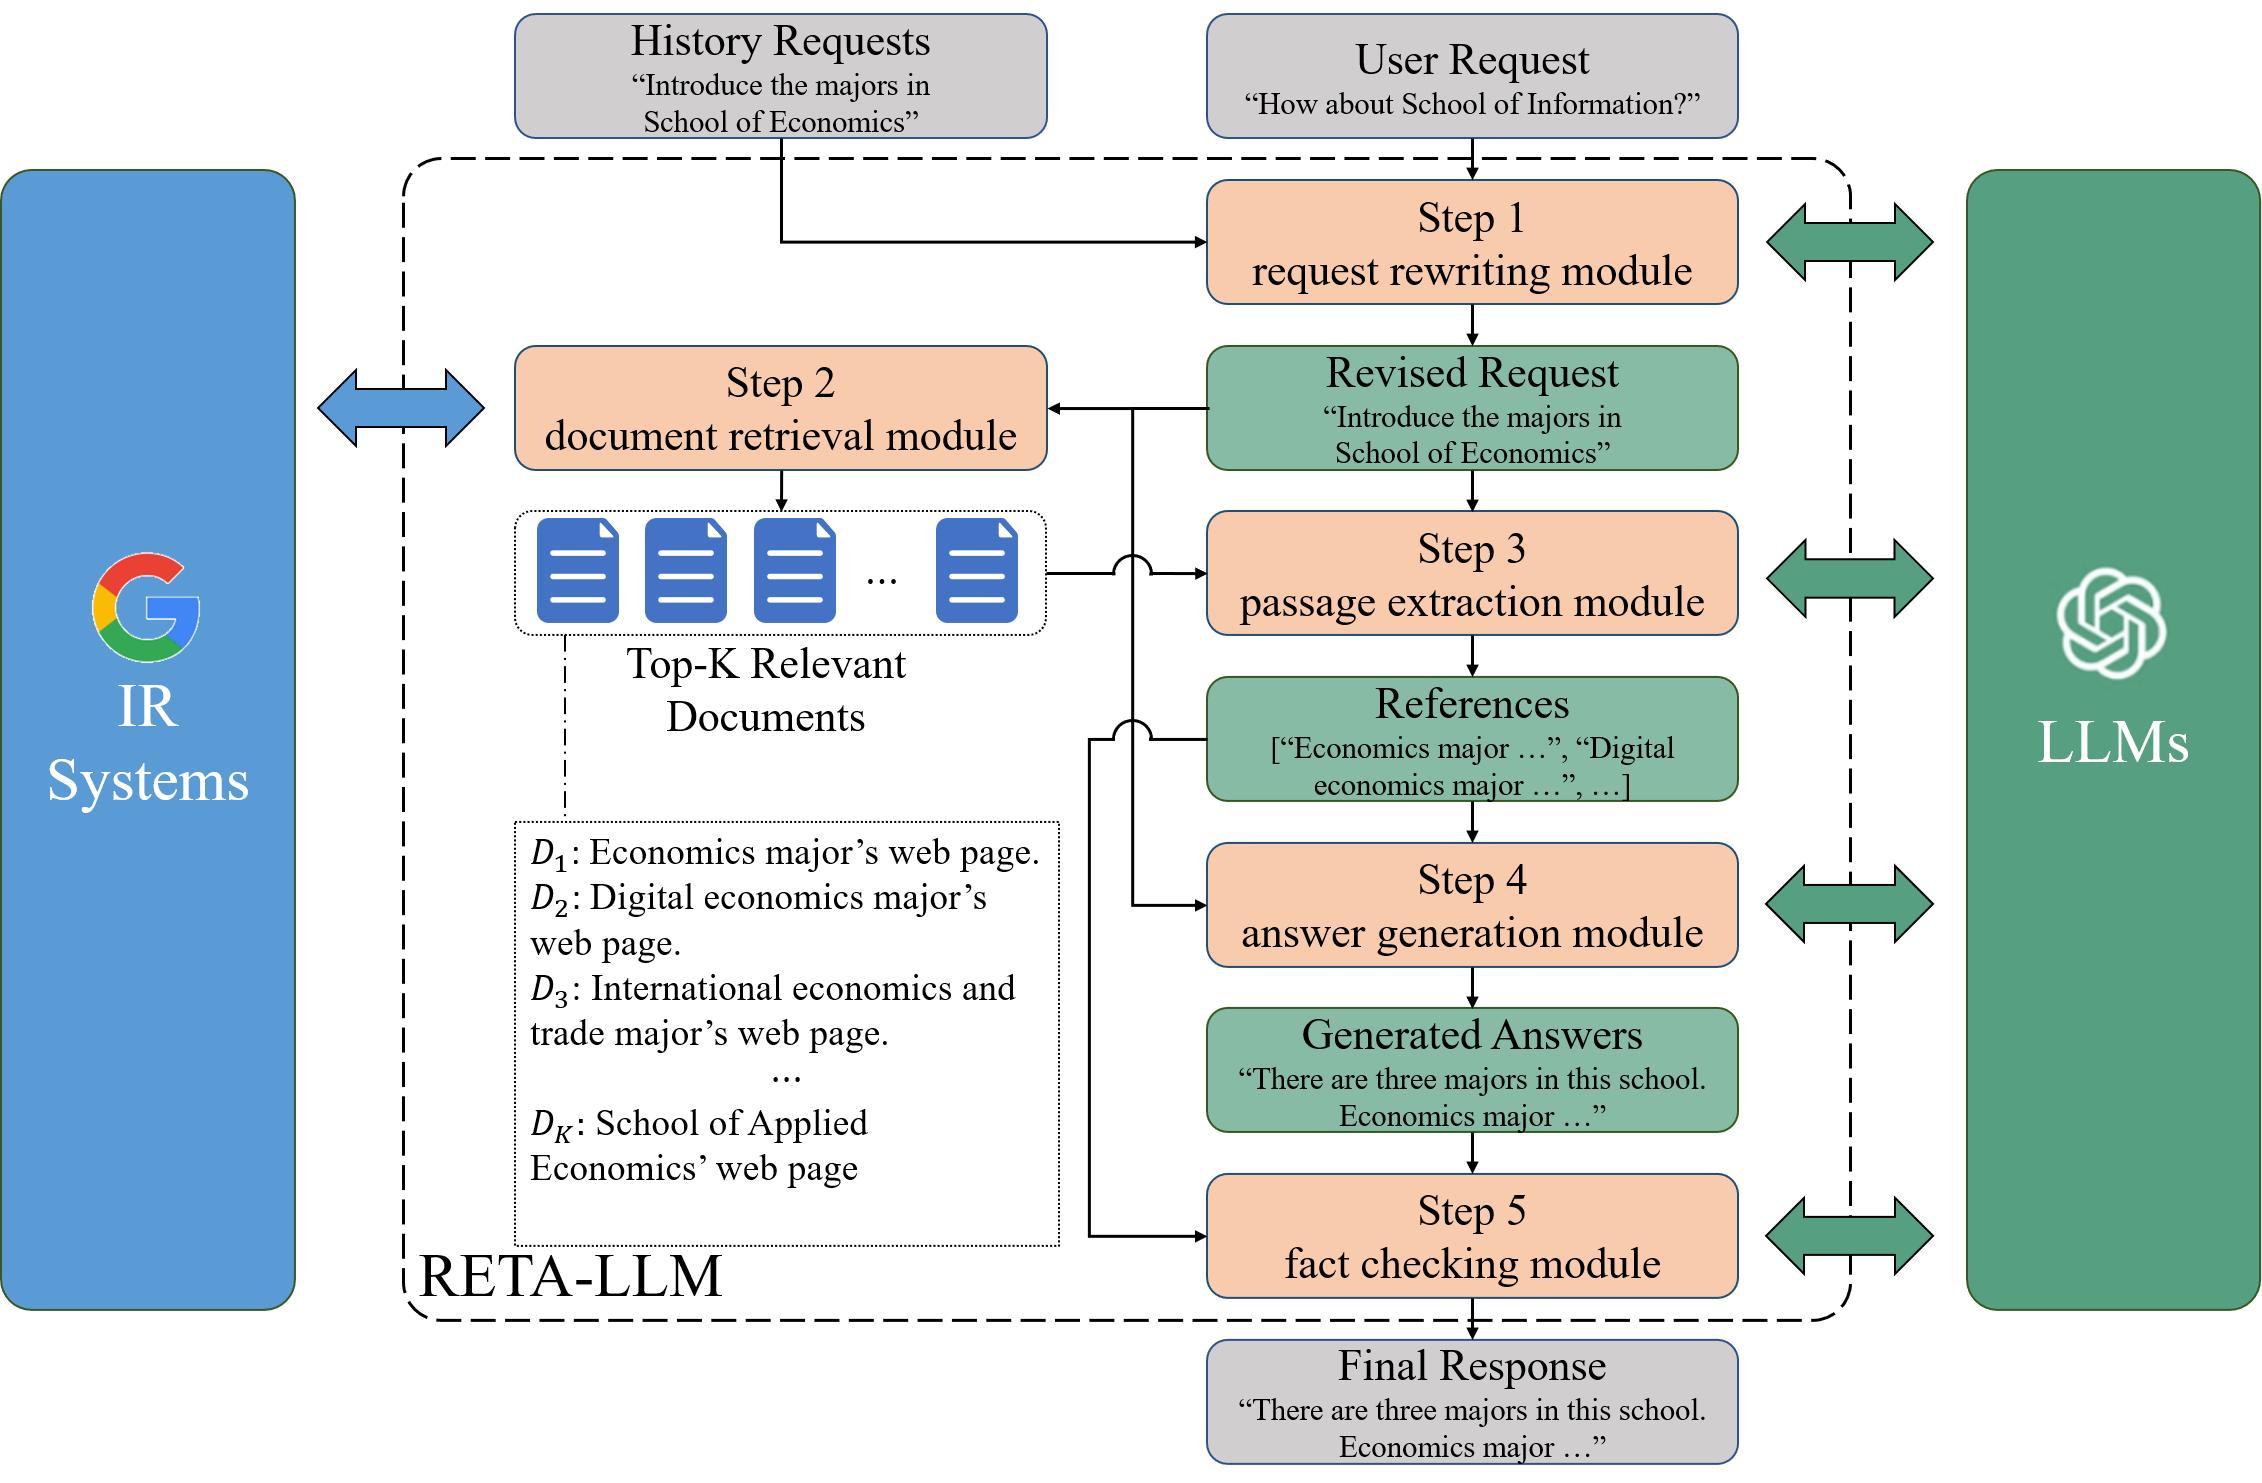 History Requests
“Introduce the majors in
School of Economics”
User Request
“How about School of Information?”
Step 1
request rewriting module
Step 2
document retrieval module
Revised Request
“Introduce the majors in
School of Economics”
...
Step 3
passage extraction module
Top-K Relevant
Documents
References
[“Economics major …”, “Digital
economics major …”, …]
IR
Systems
LLMs
D₁: Economics major’s web page.
D₂: Digital economics major’s
web page.
D₃: International economics and
trade major’s web page.
...
D_K: School of Applied
Economics’ web page
Step 4
answer generation module
Generated Answers
“There are three majors in this school.
Economics major …”
Step 5
fact checking module
RETA-LLM
Final Response
“There are three majors in this school.
Economics major …”